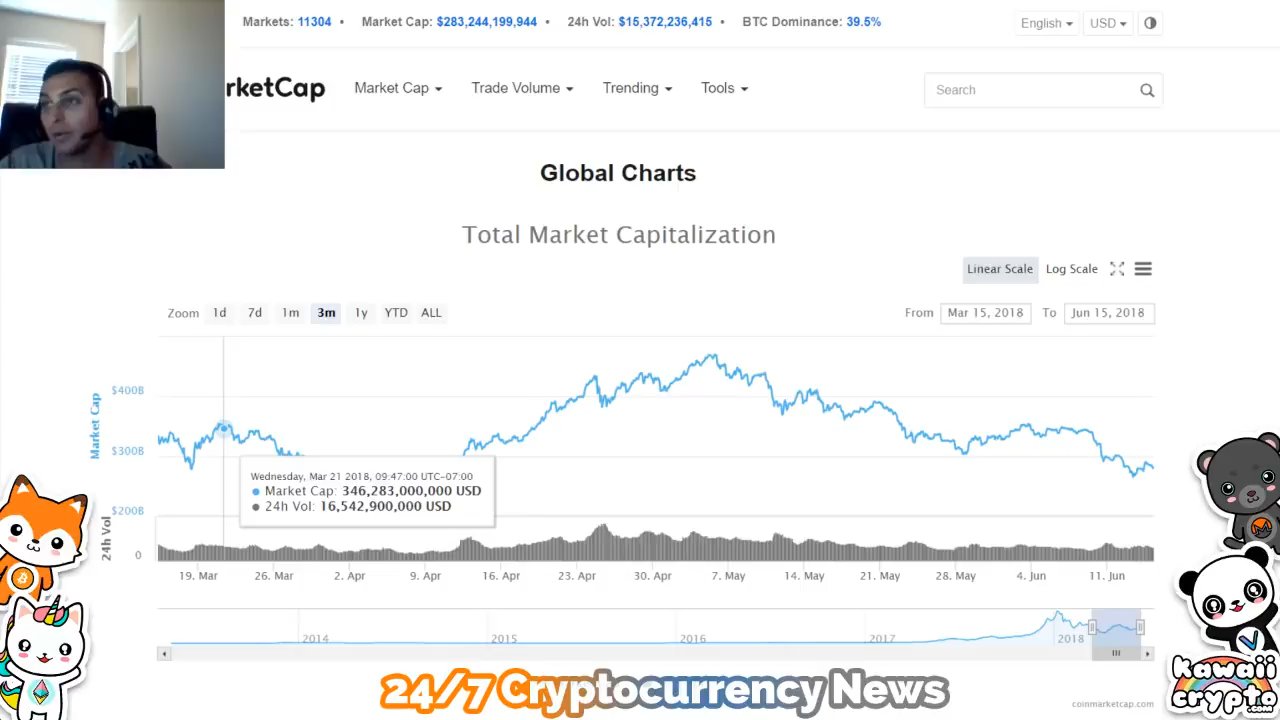 Markets: 11304 • Market Cap: $283,244,199,944 • 24h Vol: $15,372,236,415 • BTC Dominance: 39.5%
English USD
rketCap Market Cap Trade Volume Trending Tools
Search
Global Charts
Total Market Capitalization
Linear Scale Log Scale
Zoom 1d 7d 1m 3m 1y YTD ALL
From Mar 15, 2018 To Jun 15, 2018
Market Cap
$400B
$300B
$200B
24h Vol
0
Wednesday, Mar 21 2018, 09:47:00 UTC-07:00
Market Cap: 346,283,000,000 USD
24h Vol: 16,542,900,000 USD
19. Mar 26. Mar 2. Apr 9. Apr 16. Apr 23. Apr 30. Apr 7. May 14. May 21. May 28. May 4. Jun 11. Jun
2014 2015 2016 2017 2018
24/7 Cryptocurrency News
coinmarketcap.com
kawaii
crypto
.com